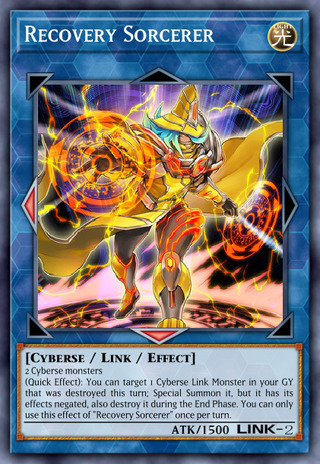 Recovery Sorcerer
LIGHT
光
[Cyberse / Link / Effect]
2 Cyberse monsters
(Quick Effect): You can target 1 Cyberse Link Monster in your GY
that was destroyed this turn; Special Summon it, but it has its
effects negated, also destroy it during the End Phase. You can only
use this effect of "Recovery Sorcerer" once per turn.
ATK/1500 LINK-2